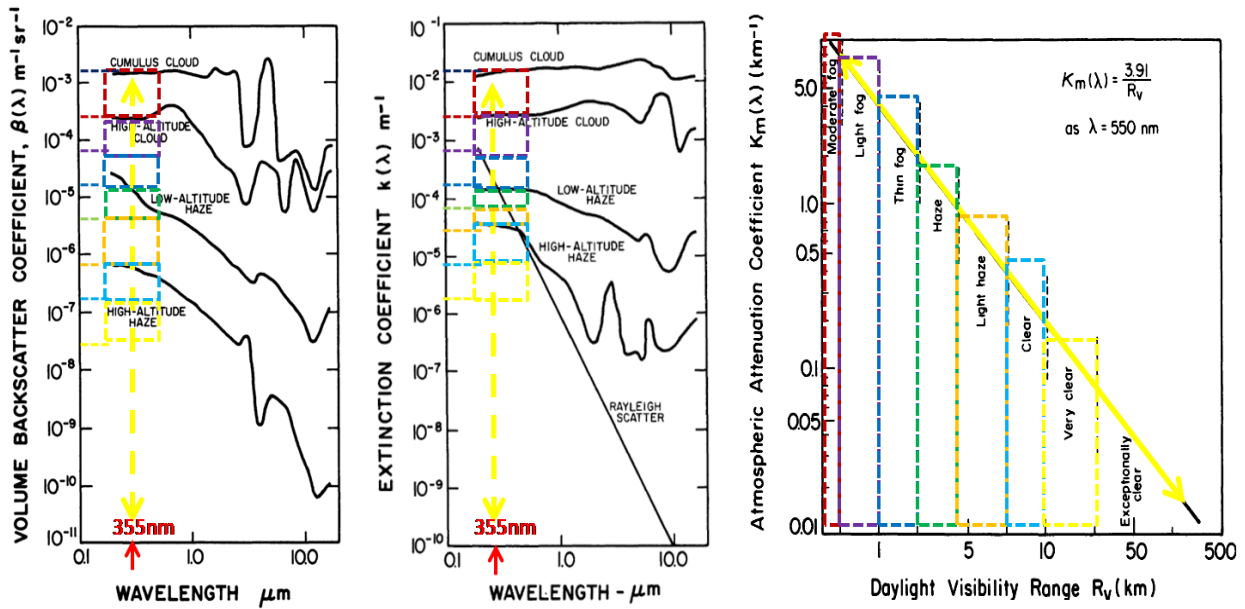 VOLUME BACKSCATTER COEFFICIENT, β(λ) m⁻¹ sr⁻¹
10⁻²
10⁻³
10⁻⁴
10⁻⁵
10⁻⁶
10⁻⁷
10⁻⁸
10⁻⁹
10⁻¹⁰
10⁻¹¹
CUMULUS CLOUD
HIGH-ALTITUDE
CLOUD
LOW-ALTITUDE
HAZE
HIGH-ALTITUDE
HAZE
355nm
0.1
1.0
10.0
WAVELENGTH μm
EXTINCTION COEFFICIENT k(λ) m⁻¹
10⁻¹
10⁻²
10⁻³
10⁻⁴
10⁻⁵
10⁻⁶
10⁻⁷
10⁻⁸
10⁻⁹
10⁻¹⁰
CUMULUS CLOUD
HIGH-ALTITUDE CLOUD
LOW-ALTITUDE
HAZE
HIGH-ALTITUDE
HAZE
RAYLEIGH
SCATTER
355nm
0.1
1.0
10.0
WAVELENGTH - μm
Atmospheric Attenuation Coefficient Km(λ) (km⁻¹)
5.0
1.0
0.5
0.1
0.05
0.01
Km(λ) = 3.91
Rv
as λ = 550 nm
Moderate fog
Light fog
Thin fog
Haze
Light haze
Clear
Very clear
Exceptionally
clear
1
5
10
50
500
Daylight Visibility Range Rv (km)